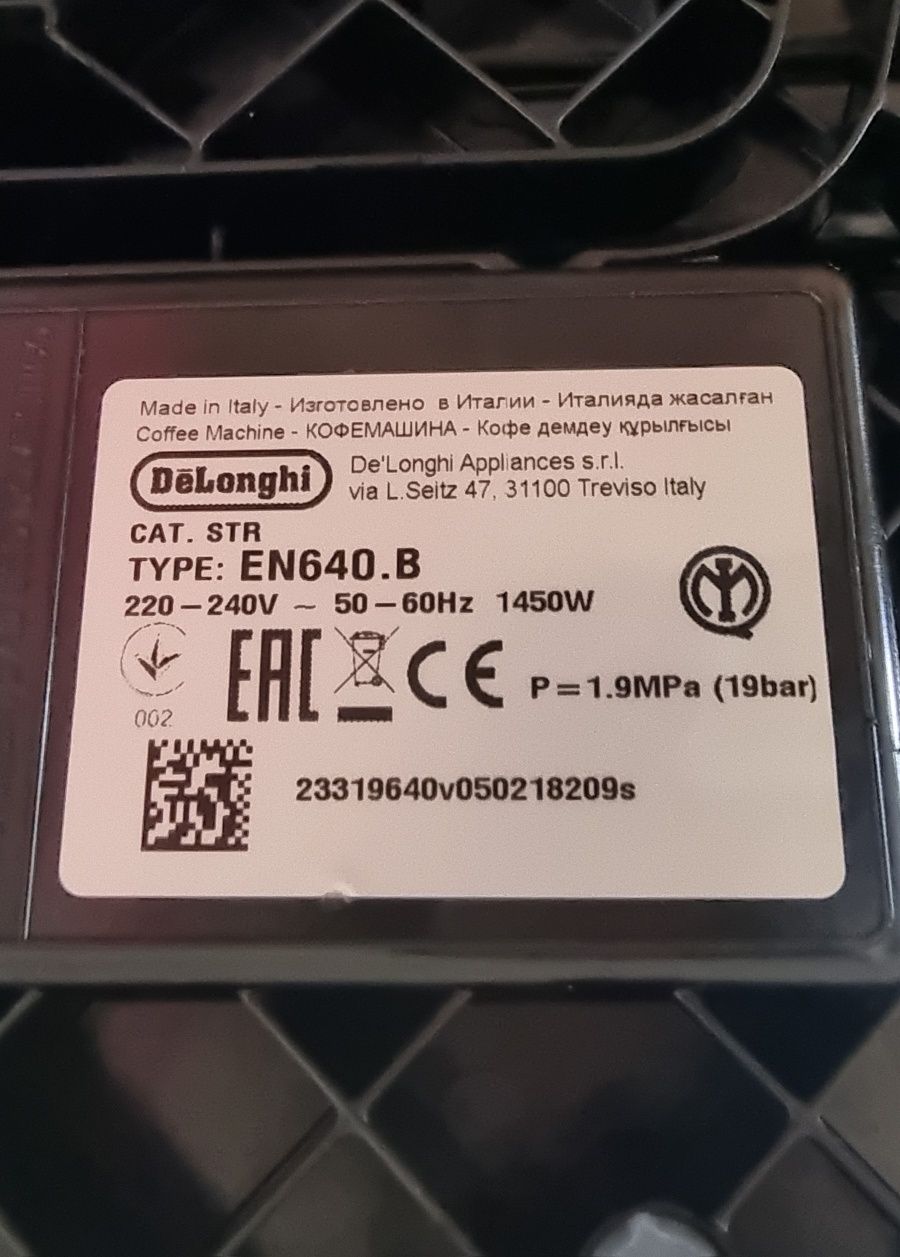 Made in Italy - Изготовлено в Италии - Италияда жасалған
Coffee Machine - КОФЕМАШИНА - Кофе демдеу құрылғысы
DēLonghi
De'Longhi Appliances s.r.l.
via L.Seitz 47, 31100 Treviso Italy
CAT. STR
TYPE: EN640.B
220-240V ~ 50-60Hz 1450W
002
EAC
CE
P=1.9MPa (19bar)
23319640v050218209s